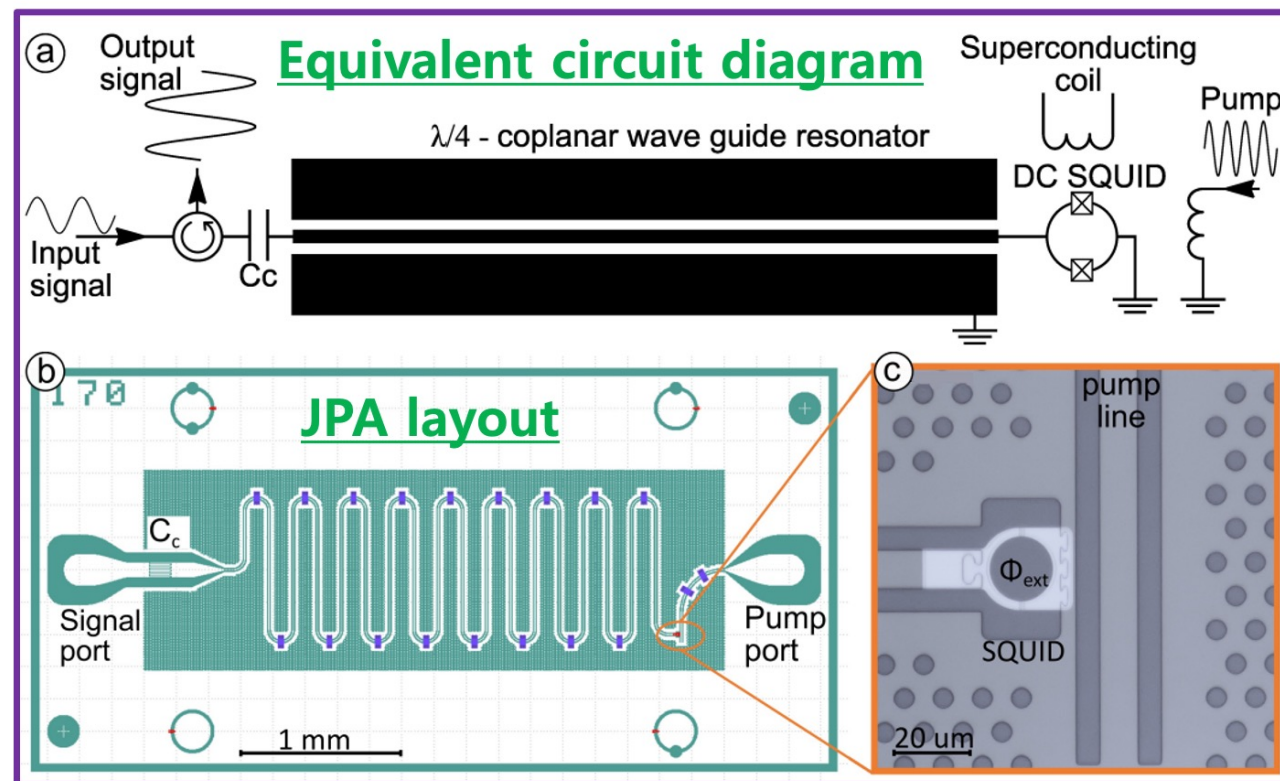 a
Output
signal
Equivalent circuit diagram
Superconducting
coil
Pump
λ/4 - coplanar wave guide resonator
DC SQUID
Input
signal
Cc
b
170
JPA layout
Cc
Signal
port
Pump
port
1 mm
c
pump
line
Φext
SQUID
20 um